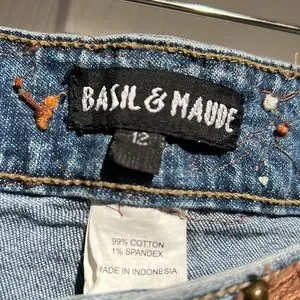 BASIL & MAUDE
12
99% COTTON
1% SPANDEX
MADE IN INDONESIA